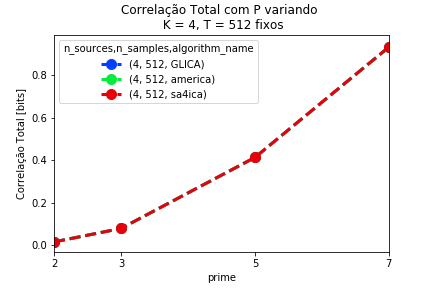 Correlação Total com P variando
K = 4, T = 512 fixos
n_sources,n_samples,algorithm_name
(4, 512, GLICA)
(4, 512, america)
(4, 512, sa4ica)
Correlação Total [bits]
0.8
0.6
0.4
0.2
0.0
2
3
5
7
prime